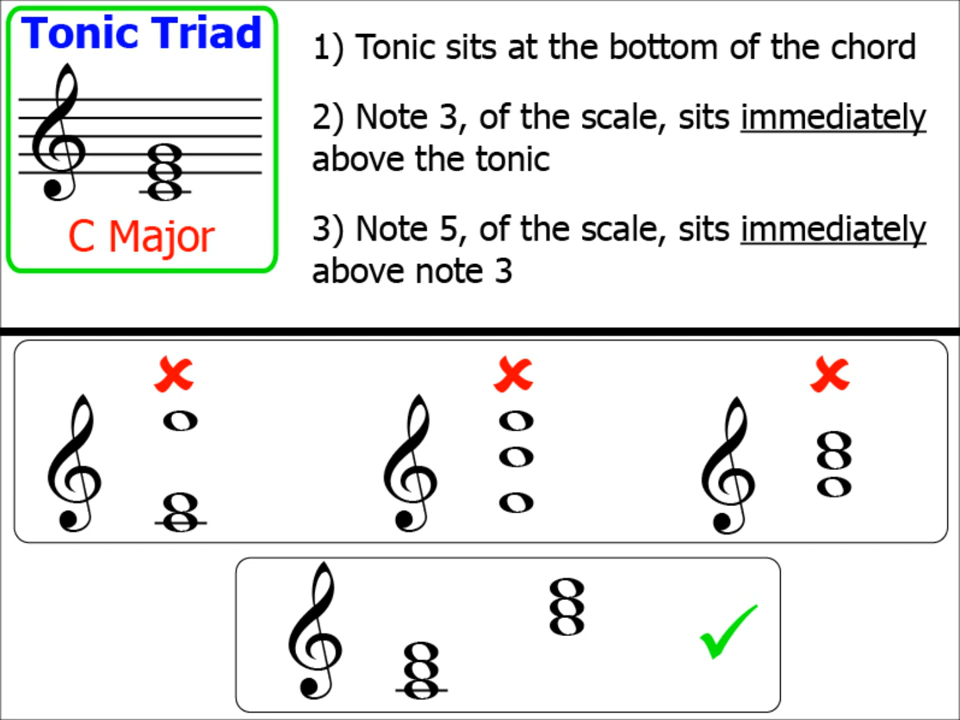 Tonic Triad
C Major
1) Tonic sits at the bottom of the chord
2) Note 3, of the scale, sits immediately
above the tonic
3) Note 5, of the scale, sits immediately
above note 3